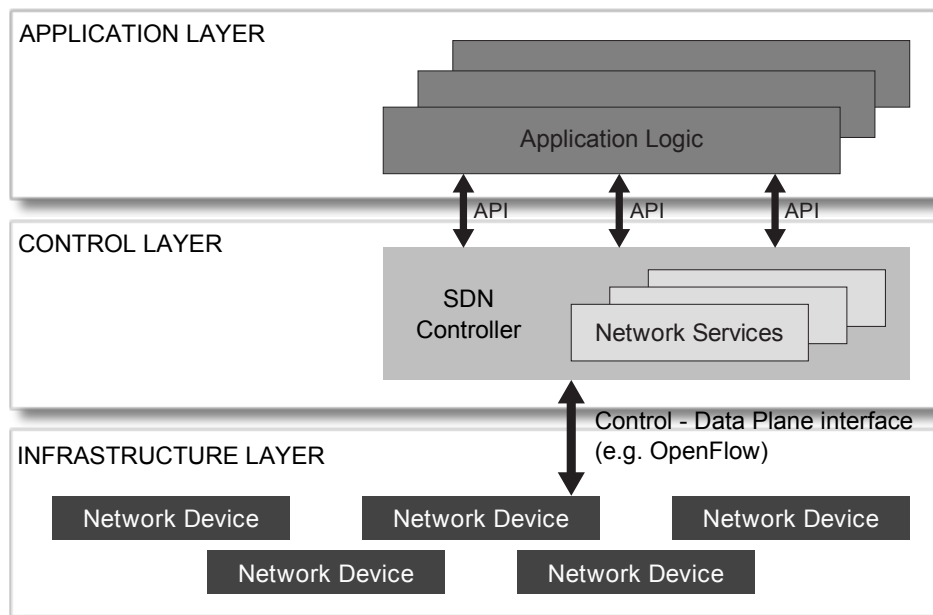 APPLICATION LAYER
Application Logic
API
API
API
CONTROL LAYER
SDN
Controller
Network Services
Control - Data Plane interface
(e.g. OpenFlow)
INFRASTRUCTURE LAYER
Network Device
Network Device
Network Device
Network Device
Network Device